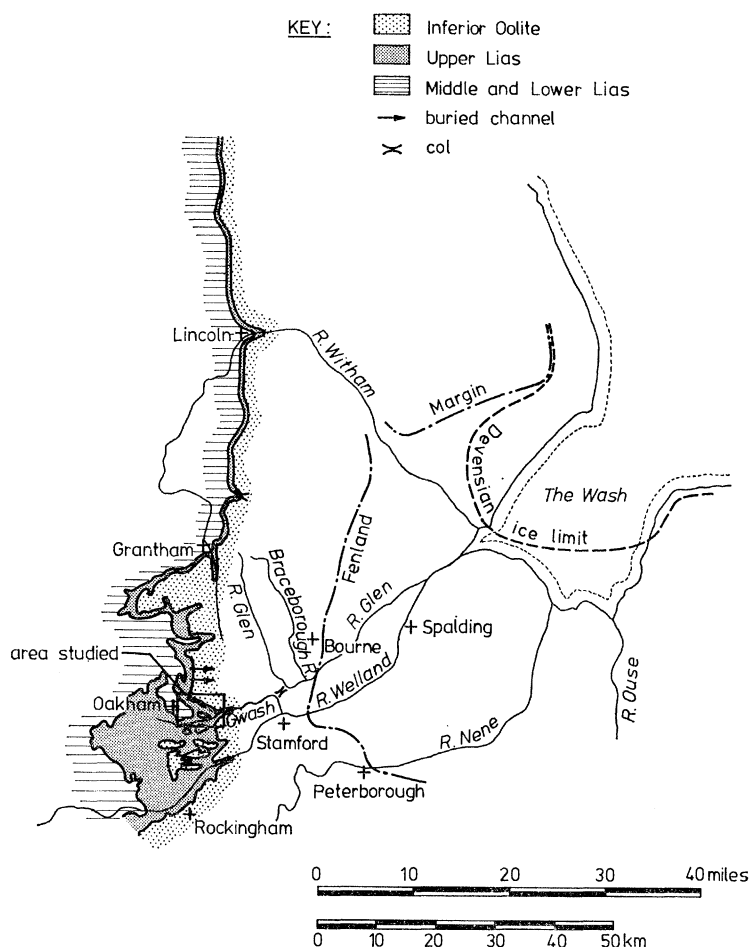 KEY:
Inferior Oolite
Upper Lias
Middle and Lower Lias
buried channel
col
Lincoln
R. Witham
Margin
Devensian
ice limit
The Wash
Grantham
Fenland
Braceborough R.
R. Glen
R. Glen
Bourne
Spalding
area studied
Oakham
Gwash
R. Welland
Stamford
R. Nene
R. Ouse
Peterborough
Rockingham
0 10 20 30 40 miles
0 10 20 30 40 50 km